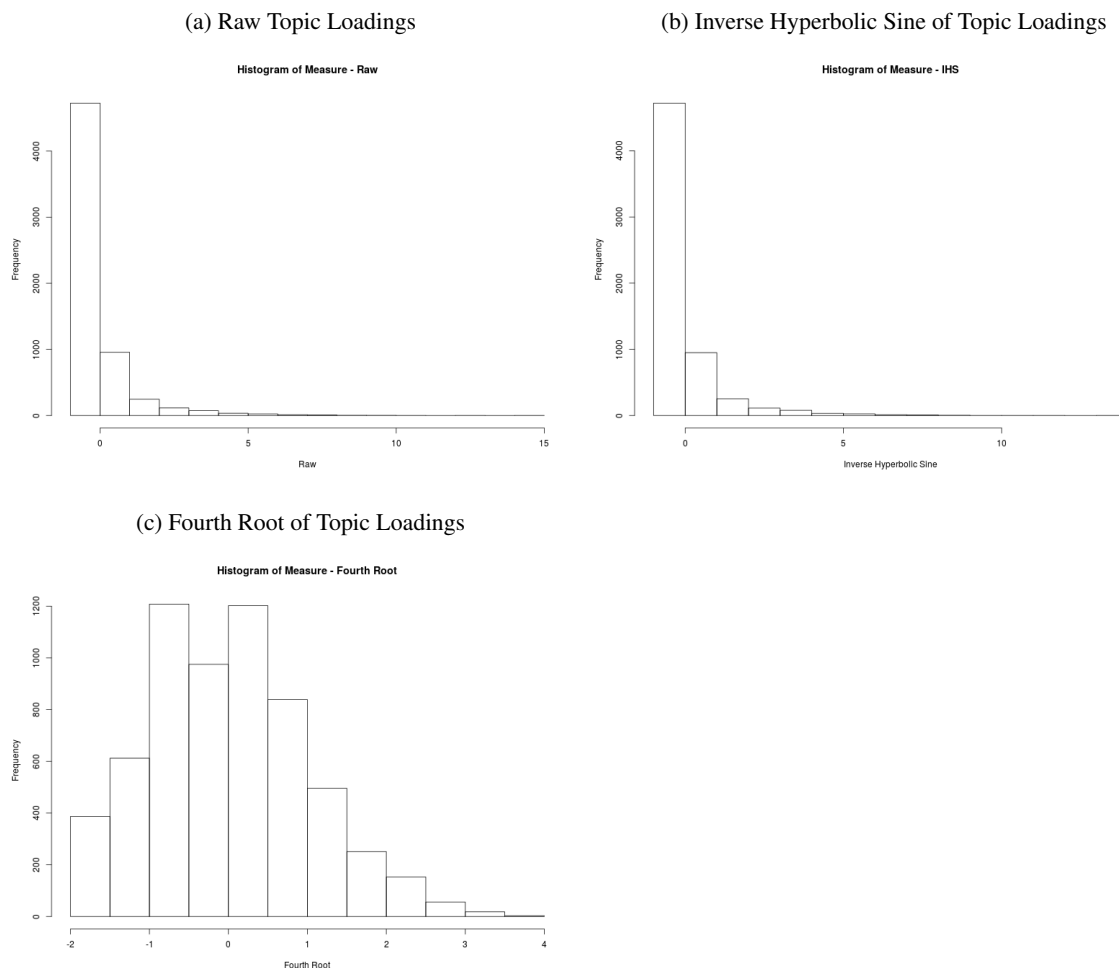 (a) Raw Topic Loadings
Histogram of Measure - Raw
Frequency
0
1000
2000
3000
4000
0
5
10
15
Raw
(b) Inverse Hyperbolic Sine of Topic Loadings
Histogram of Measure - IHS
Frequency
0
1000
2000
3000
4000
0
5
10
Inverse Hyperbolic Sine
(c) Fourth Root of Topic Loadings
Histogram of Measure - Fourth Root
Frequency
0
200
400
600
800
1000
1200
-2
-1
0
1
2
3
4
Fourth Root